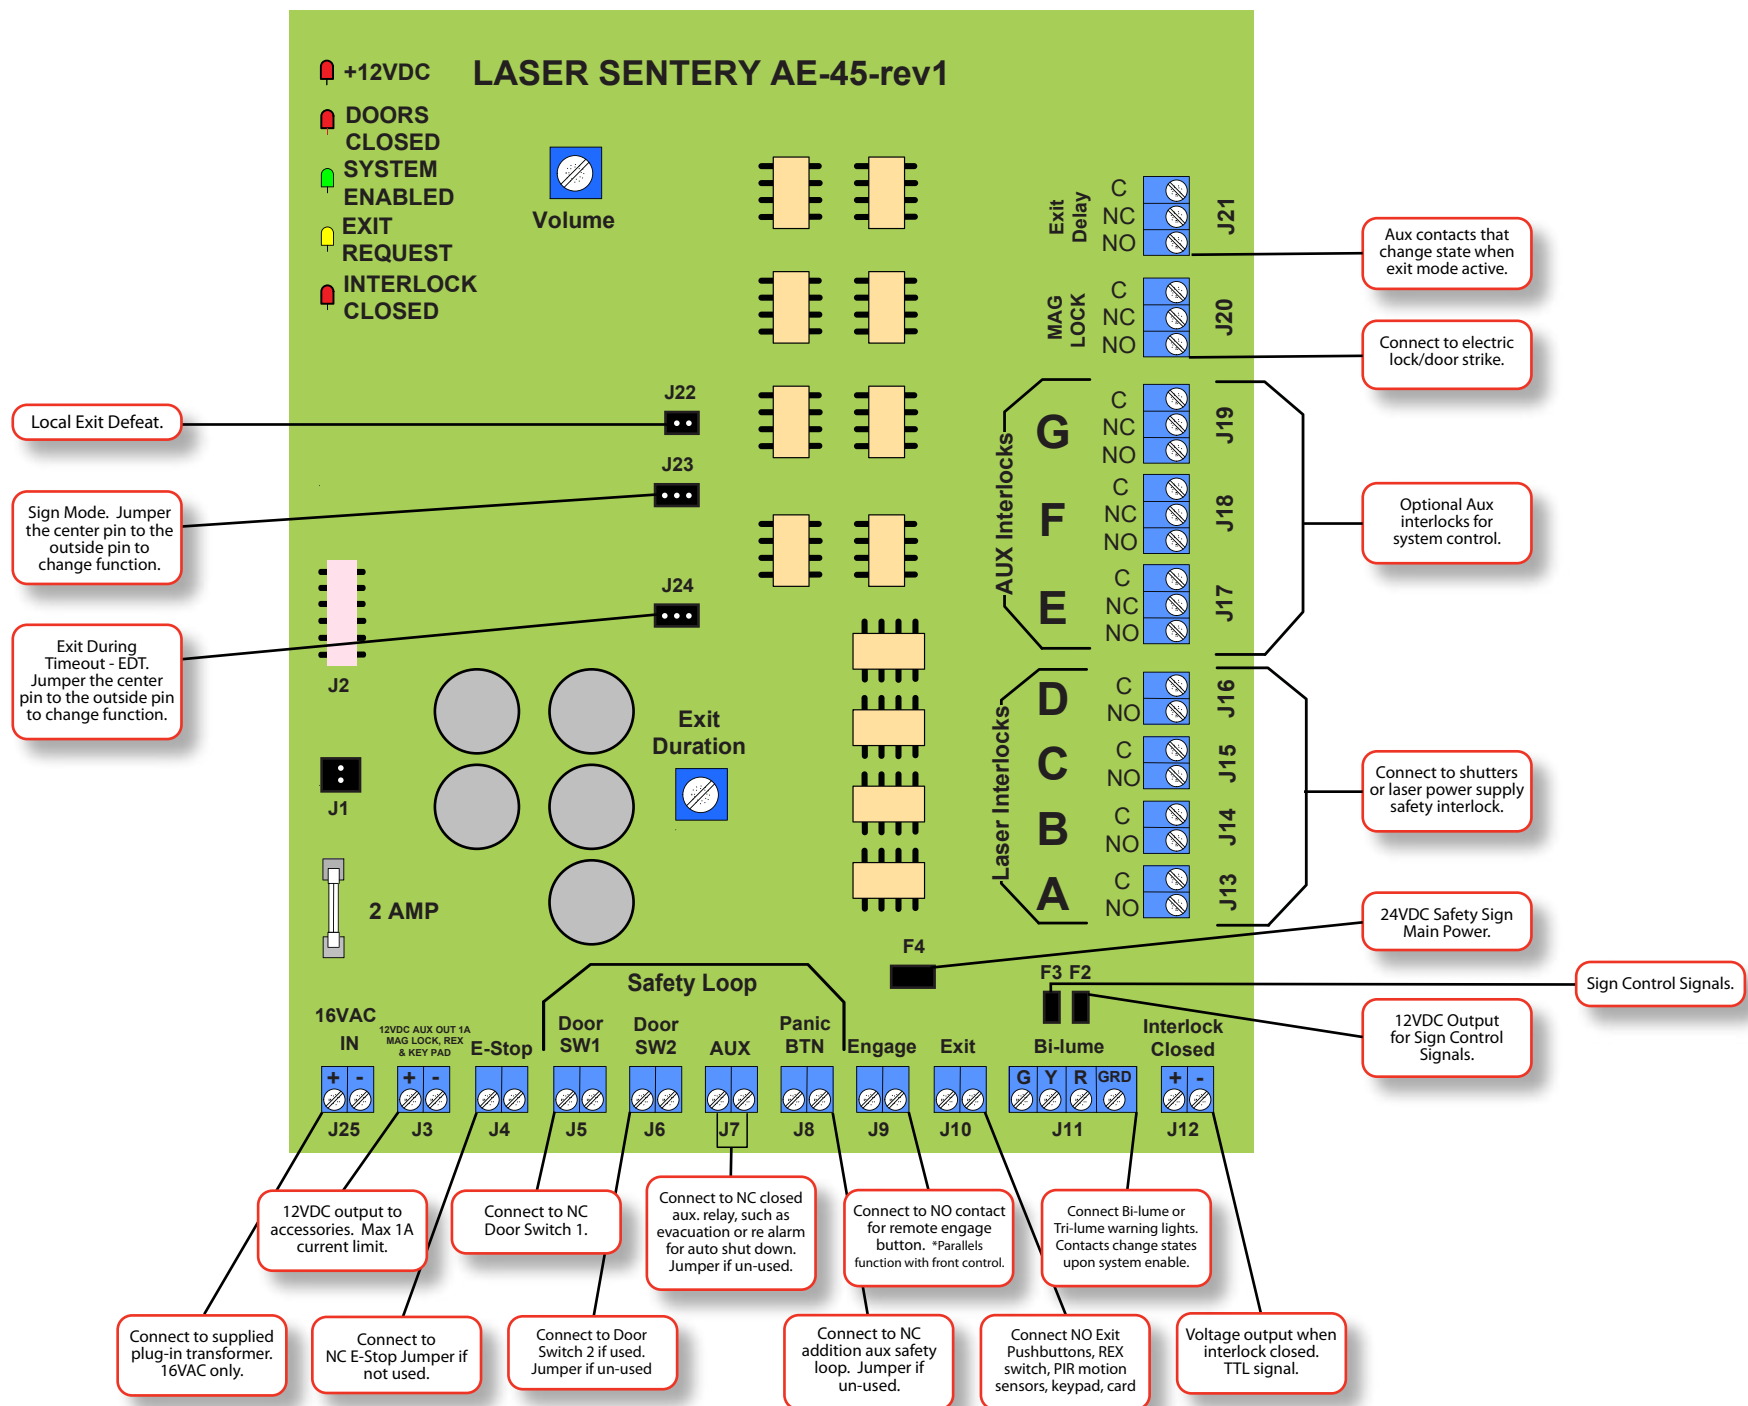 LASER SENTERY AE-45-rev1
+12VDC
DOORS
CLOSED
SYSTEM
ENABLED
EXIT
REQUEST
INTERLOCK
CLOSED
Volume
Exit
Delay
C
NC
NO
J21
MAG
LOCK
C
NC
NO
J20
AUX Interlocks
G
C
NC
NO
J19
F
C
NC
NO
J18
E
C
NC
NO
J17
Laser Interlocks
D
C
NO
J16
C
C
NO
J15
B
C
NO
J14
A
C
NO
J13
J22
J23
J24
J2
J1
Exit
Duration
2 AMP
F4
F3 F2
Safety Loop
16VAC
IN
12VDC AUX OUT 1A
MAG LOCK, REX
& KEY PAD
E-Stop
Door
SW1
Door
SW2
AUX
Panic
BTN
Engage
Exit
Bi-lume
Interlock
Closed
+ -
+ -
G Y R GRD
+ -
J25
J3
J4
J5
J6
J7
J8
J9
J10
J11
J12
Local Exit Defeat.
Sign Mode. Jumper
the center pin to the
outside pin to
change function.
Exit During
Timeout - EDT.
Jumper the center
pin to the outside pin
to change function.
Aux contacts that
change state when
exit mode active.
Connect to electric
lock/door strike.
Optional Aux
interlocks for
system control.
Connect to shutters
or laser power supply
safety interlock.
24VDC Safety Sign
Main Power.
Sign Control Signals.
12VDC Output
for Sign Control
Signals.
12VDC output to
accessories. Max 1A
current limit.
Connect to NC
Door Switch 1.
Connect to NC closed
aux. relay, such as
evacuation or re alarm
for auto shut down.
Jumper if un-used.
Connect to NO contact
for remote engage
button. *Parallels
function with front control.
Connect Bi-lume or
Tri-lume warning lights.
Contacts change states
upon system enable.
Connect to supplied
plug-in transformer.
16VAC only.
Connect to
NC E-Stop Jumper if
not used.
Connect to Door
Switch 2 if used.
Jumper if un-used
Connect to NC
addition aux safety
loop. Jumper if
un-used.
Connect NO Exit
Pushbuttons, REX
switch, PIR motion
sensors, keypad, card
Voltage output when
interlock closed.
TTL signal.